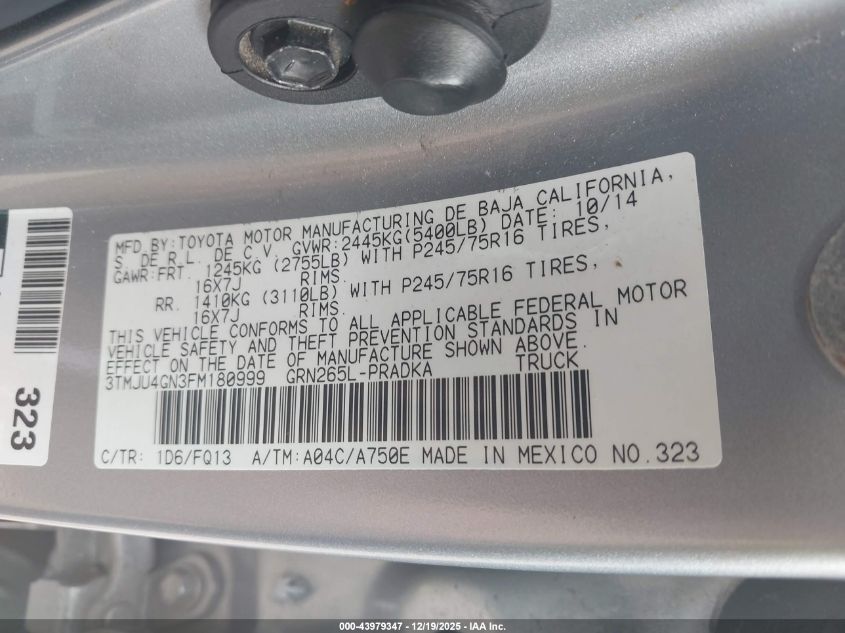 MFD.BY:TOYOTA MOTOR MANUFACTURING DE BAJA CALIFORNIA,
S DE R.L. DE C.V. GVWR:2445KG(5400LB) DATE: 10/14
GAWR:FRT. 1245KG (2755LB) WITH P245/75R16 TIRES,
16X7J RIMS.
RR. 1410KG (3110LB) WITH P245/75R16 TIRES,
16X7J RIMS.
THIS VEHICLE CONFORMS TO ALL APPLICABLE FEDERAL MOTOR
VEHICLE SAFETY AND THEFT PREVENTION STANDARDS IN
EFFECT ON THE DATE OF MANUFACTURE SHOWN ABOVE.
3TMJU4GN3FM180999 GRN265L-PRADKA TRUCK
C/TR: 1D6/FQ13 A/TM:A04C/A750E MADE IN MEXICO NO.323
323
000-43979347 - 12/19/2025 - IAA Inc.